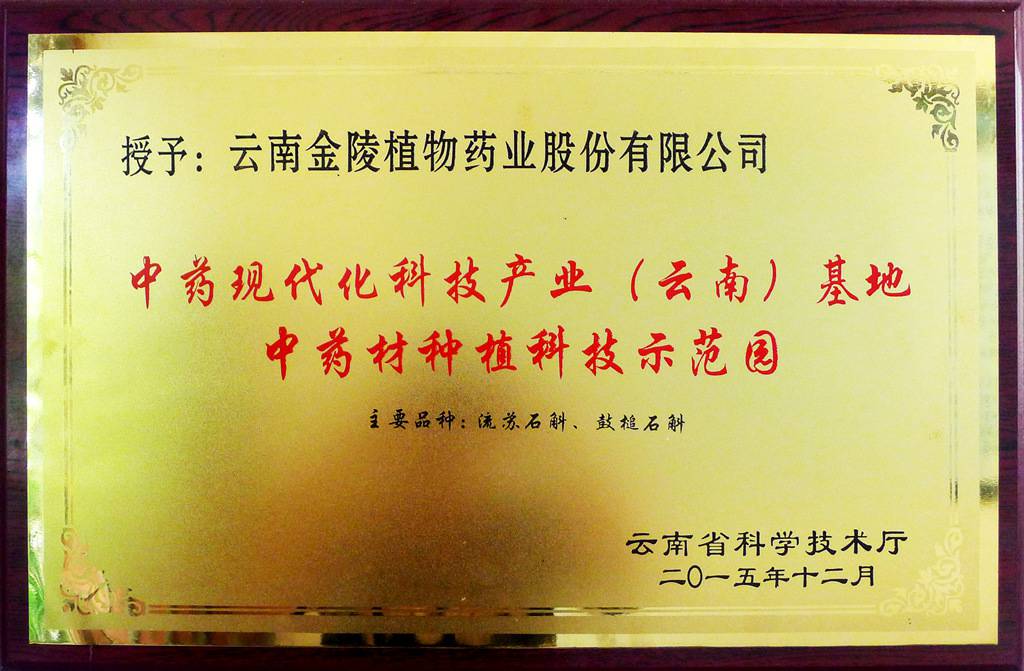 授予：云南金陵植物药业股份有限公司
中药现代化科技产业（云南）基地
中药材种植科技示范园
主要品种：流苏石斛、鼓槌石斛
云南省科学技术厅
二〇一五年十二月